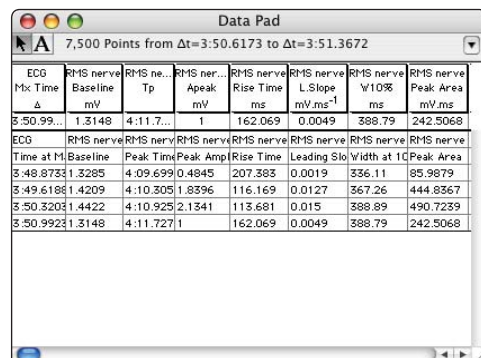 Data Pad
A 7,500 Points from Δt=3:50.6173 to Δt=3:51.3672
ECG RMS nerve RMS ne... RMS ner... RMS nerve RMS nerve RMS nerve RMS nerve
Mx Time Baseline Tp Apeak Rise Time L.Slope W10% Peak Area
Δ mV mV ms mV.ms⁻¹ ms mV.ms
3:50.99... 1.3148 4:11.7... 1 162.069 0.0049 388.79 242.5068
ECG RMS nerve RMS nerv RMS nerv RMS nerve RMS nerve RMS nerve RMS nerve
Time at M Baseline Peak Time Peak Ampl Rise Time Leading Slo Width at 10 Peak Area
3:48.8733 1.3285 4:09.699 0.4845 207.383 0.0019 336.11 85.9879
3:49.6188 1.4209 4:10.305 1.8396 116.169 0.0127 367.26 444.8367
3:50.3203 1.4422 4:10.925 2.1341 113.681 0.015 388.89 490.7239
3:50.9923 1.3148 4:11.727 1 162.069 0.0049 388.79 242.5068